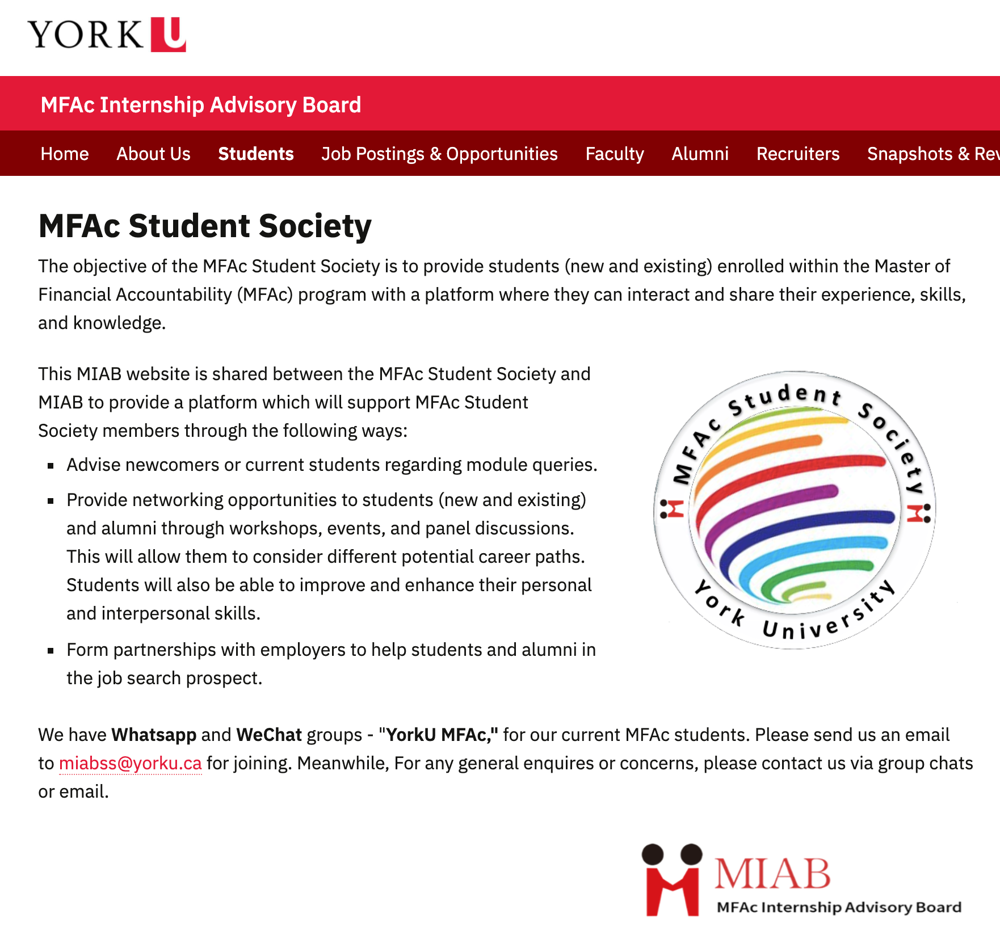 YORK U
MFAc Internship Advisory Board
Home About Us Students Job Postings & Opportunities Faculty Alumni Recruiters Snapshots & Rev
MFAc Student Society
The objective of the MFAc Student Society is to provide students (new and existing) enrolled within the Master of
Financial Accountability (MFAc) program with a platform where they can interact and share their experience, skills,
and knowledge.
This MIAB website is shared between the MFAc Student Society and
MIAB to provide a platform which will support MFAc Student
Society members through the following ways:
▪ Advise newcomers or current students regarding module queries.
▪ Provide networking opportunities to students (new and existing)
and alumni through workshops, events, and panel discussions.
This will allow them to consider different potential career paths.
Students will also be able to improve and enhance their personal
and interpersonal skills.
▪ Form partnerships with employers to help students and alumni in
the job search prospect.
MFAc Student Society
York University
We have Whatsapp and WeChat groups - "YorkU MFAc," for our current MFAc students. Please send us an email
to miabss@yorku.ca for joining. Meanwhile, For any general enquires or concerns, please contact us via group chats
or email.
MIAB
MFAc Internship Advisory Board